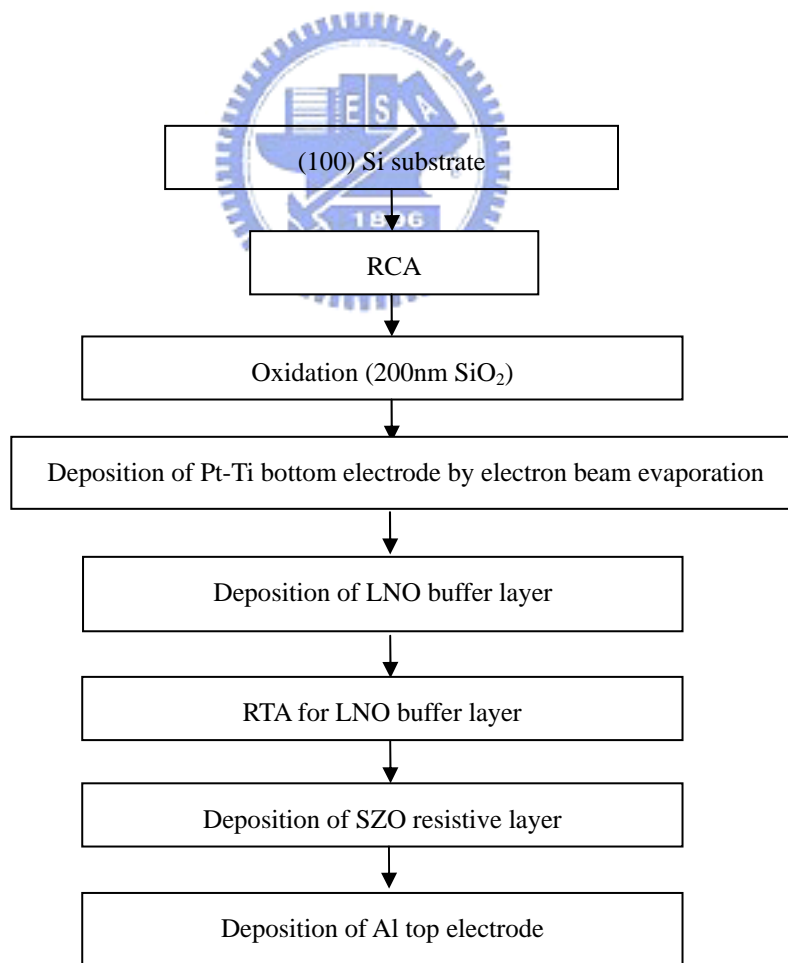 E S A
1896
(100) Si substrate
RCA
Oxidation (200nm SiO₂)
Deposition of Pt-Ti bottom electrode by electron beam evaporation
Deposition of LNO buffer layer
RTA for LNO buffer layer
Deposition of SZO resistive layer
Deposition of Al top electrode